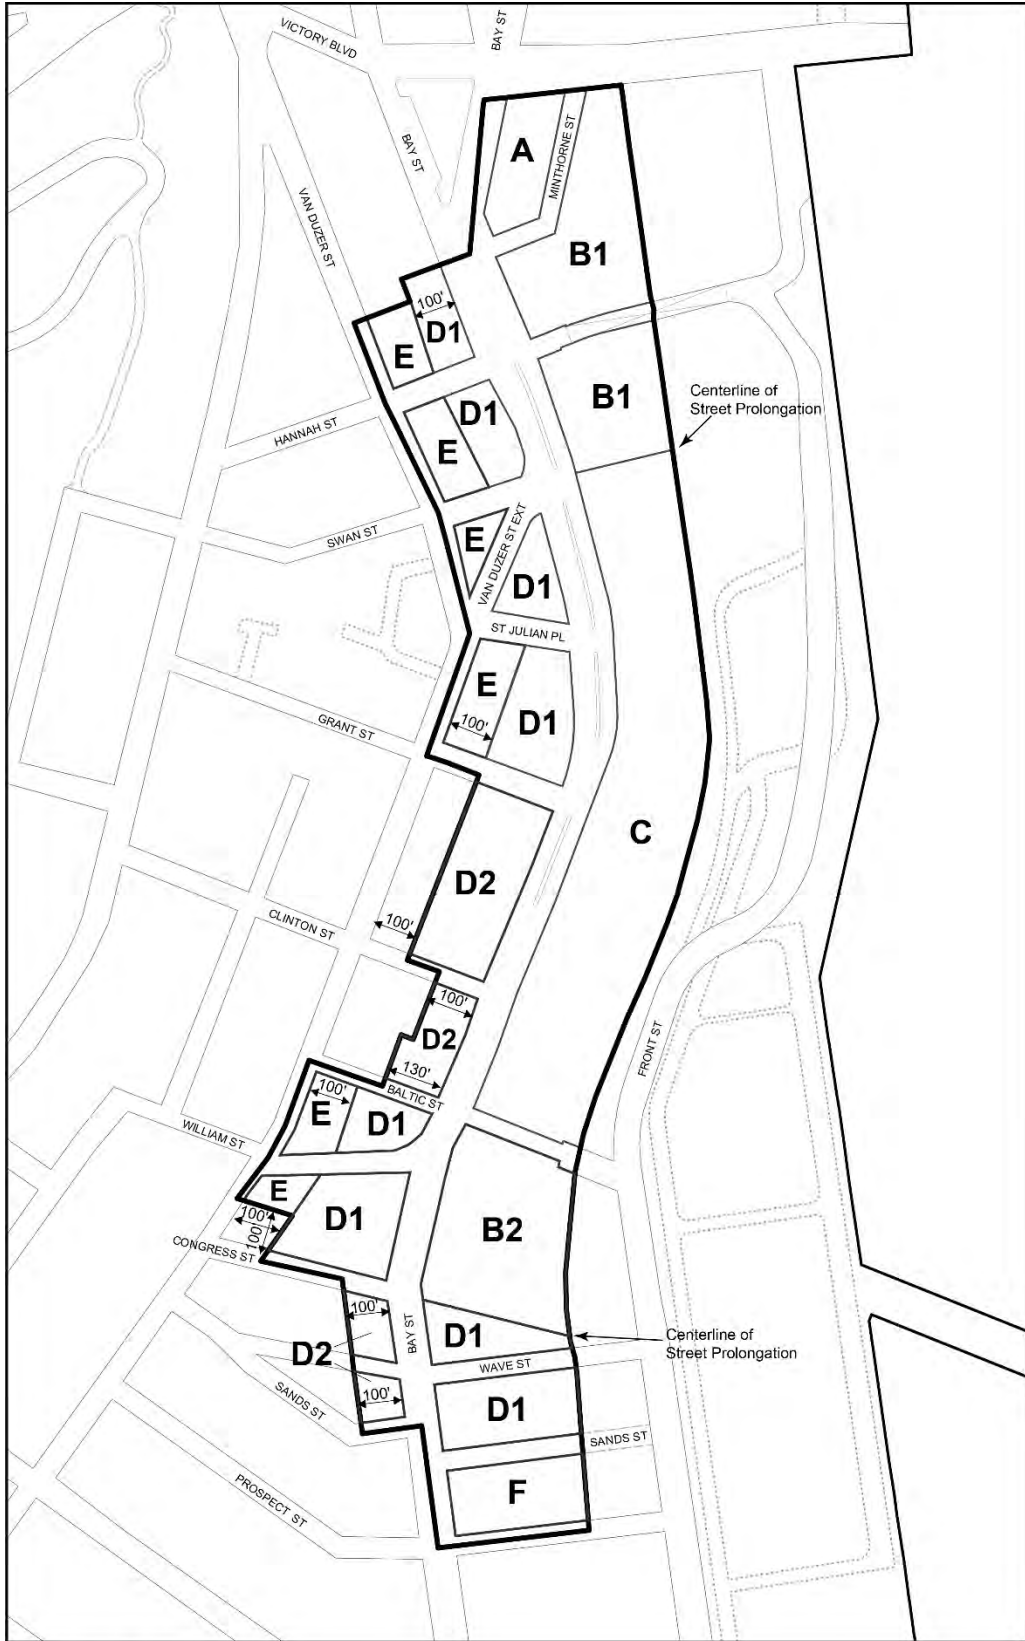 VICTORY BLVD
BAY ST
BAY ST
A
MINTHORNE ST
VAN DUZER ST
B1
100'
D1
E
Centerline of
Street Prolongation
B1
D1
HANNAH ST
E
SWAN ST
E
VAN DUZER ST EXT
D1
ST JULIAN PL
E
100'
D1
GRANT ST
C
D2
100'
CLINTON ST
100'
D2
130'
FRONT ST
BALTIC ST
100'
E
D1
WILLIAM ST
E
100'
100'
D1
B2
CONGRESS ST
100'
BAY ST
D1
Centerline of
Street Prolongation
D2
WAVE ST
100'
SANDS ST
D1
SANDS ST
F
PROSPECT ST